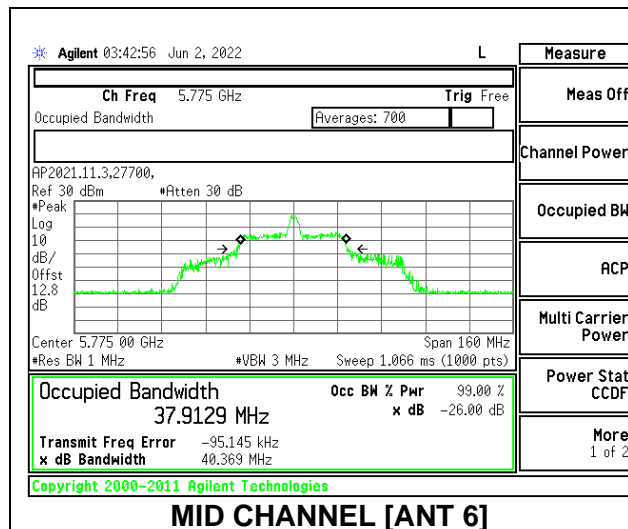 Agilent 03:42:56 Jun 2, 2022 L
Measure
Ch Freq 5.775 GHz Trig Free
Occupied Bandwidth Averages: 700
AP2021.11.3,27700,
Ref 30 dBm #Atten 30 dB
#Peak
Log
10
dB/
Offst
12.8
dB
Center 5.775 00 GHz Span 160 MHz
#Res BW 1 MHz #VBW 3 MHz Sweep 1.066 ms (1000 pts)
Occupied Bandwidth
37.9129 MHz
Occ BW % Pwr 99.00 %
x dB -26.00 dB
Transmit Freq Error -95.145 kHz
x dB Bandwidth 40.369 MHz
Copyright 2000-2011 Agilent Technologies
Meas Off
Channel Power
Occupied BW
ACP
Multi Carrier
Power
Power Stat
CCDF
More
1 of 2
MID CHANNEL [ANT 6]